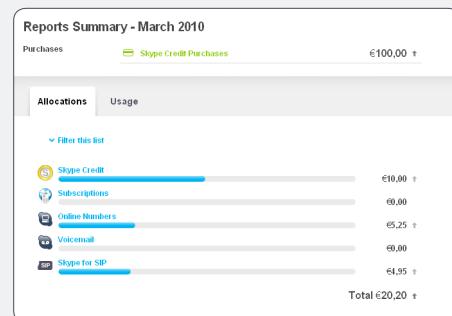 Reports Summary - March 2010
Purchases
Skype Credit Purchases €100,00
Allocations Usage
Filter this list
Skype Credit
€10,00
Subscriptions
€0,00
Online Numbers
€5,25
Voicemail
€0,00
SIP Skype for SIP
€4,95
Total €20,20